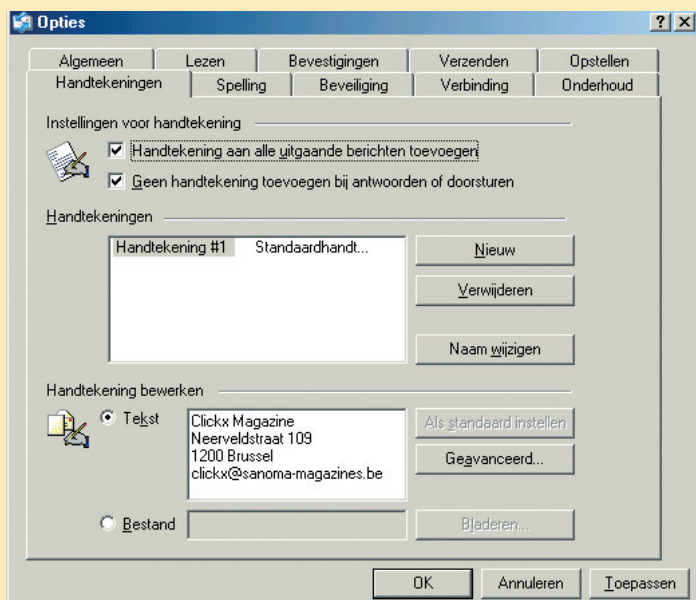 Opties
Algemeen Lezen Bevestigingen Verzenden Opstellen
Handtekeningen Spelling Beveiliging Verbinding Onderhoud
Instellingen voor handtekening
Handtekening aan alle uitgaande berichten toevoegen
Geen handtekening toevoegen bij antwoorden of doorsturen
Handtekeningen
Handtekening #1 Standaardhandt...
Nieuw
Verwijderen
Naam wijzigen
Handtekening bewerken
Tekst
Clickx Magazine
Neerveldstraat 109
1200 Brussel
clickx@sanoma-magazines.be
Als standaard instellen
Geavanceerd...
Bestand
Bladeren...
OK Annuleren Toepassen